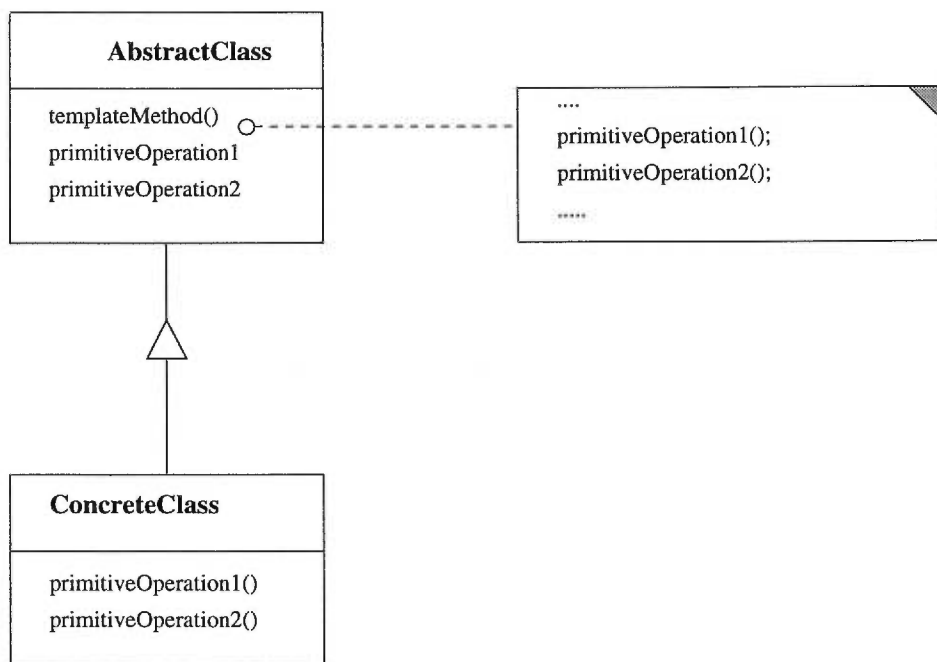 AbstractClass
templateMethod()
primitiveOperation1
primitiveOperation2
....
primitiveOperation1();
primitiveOperation2();
.....
ConcreteClass
primitiveOperation1()
primitiveOperation2()